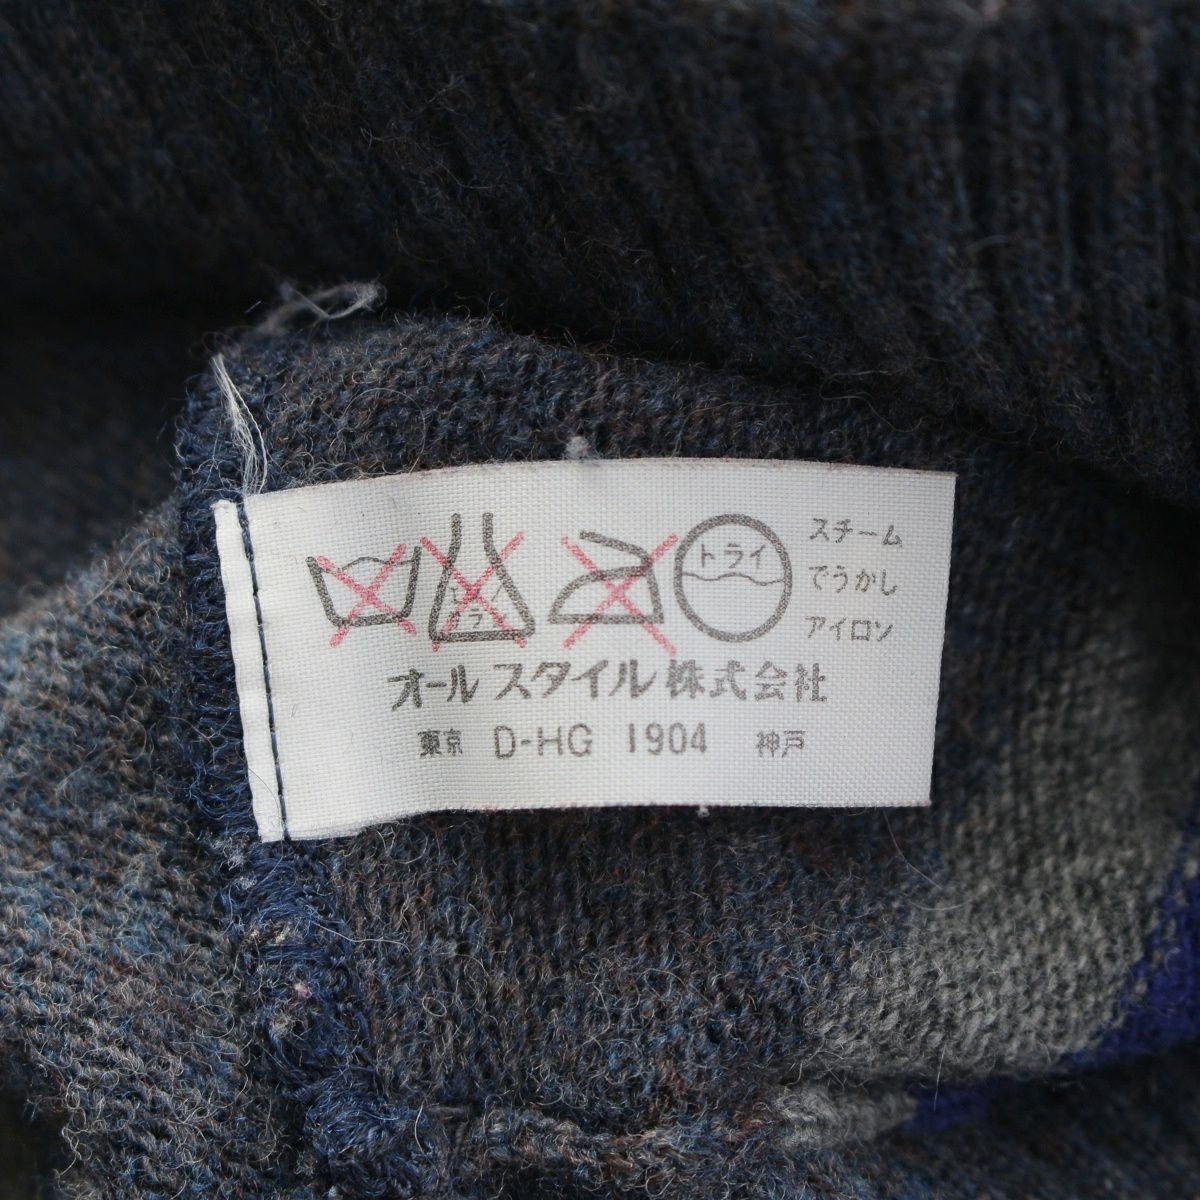 トライ
スチーム
でうかし
アイロン
オールスタイル株式会社
東京 D-HG 1904 神戸